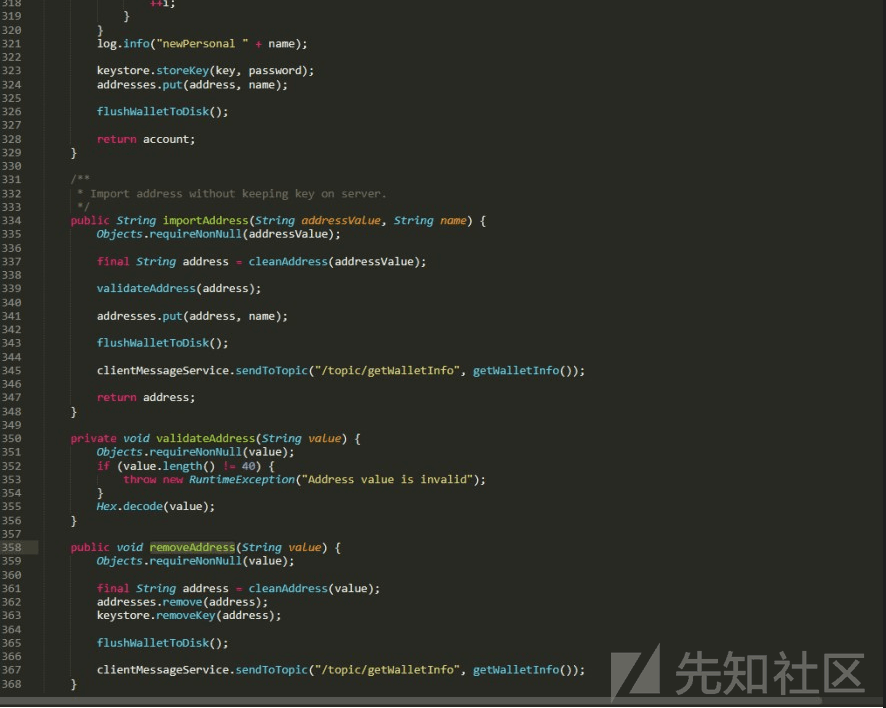 318 ++i;
319 }
320 }
321 log.info("newPersonal " + name);
322
323 keystore.storeKey(key, password);
324 addresses.put(address, name);
325
326 flushWalletToDisk();
327
328 return account;
329 }
330
331 /**
332 * Import address without keeping key on server.
333 */
334 public String importAddress(String addressValue, String name) {
335 Objects.requireNonNull(addressValue);
336
337 final String address = cleanAddress(addressValue);
338
339 validateAddress(address);
340
341 addresses.put(address, name);
342
343 flushWalletToDisk();
344
345 clientMessageService.sendToTopic("/topic/getWalletInfo", getWalletInfo());
346
347 return address;
348 }
349
350 private void validateAddress(String value) {
351 Objects.requireNonNull(value);
352 if (value.length() != 40) {
353 throw new RuntimeException("Address value is invalid");
354 }
355 Hex.decode(value);
356 }
357
358 public void removeAddress(String value) {
359 Objects.requireNonNull(value);
360
361 final String address = cleanAddress(value);
362 addresses.remove(address);
363 keystore.removeKey(address);
364
365 flushWalletToDisk();
366
367 clientMessageService.sendToTopic("/topic/getWalletInfo", getWalletInfo());
368 }
先知社区